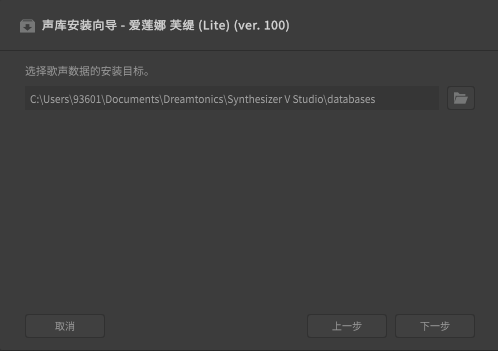 声库安装向导 - 爱莲娜 芙缇 (Lite) (ver. 100)
选择歌声数据的安装目标。
C:\Users\93601\Documents\Dreamtonics\Synthesizer V Studio\databases
取消
上一步
下一步